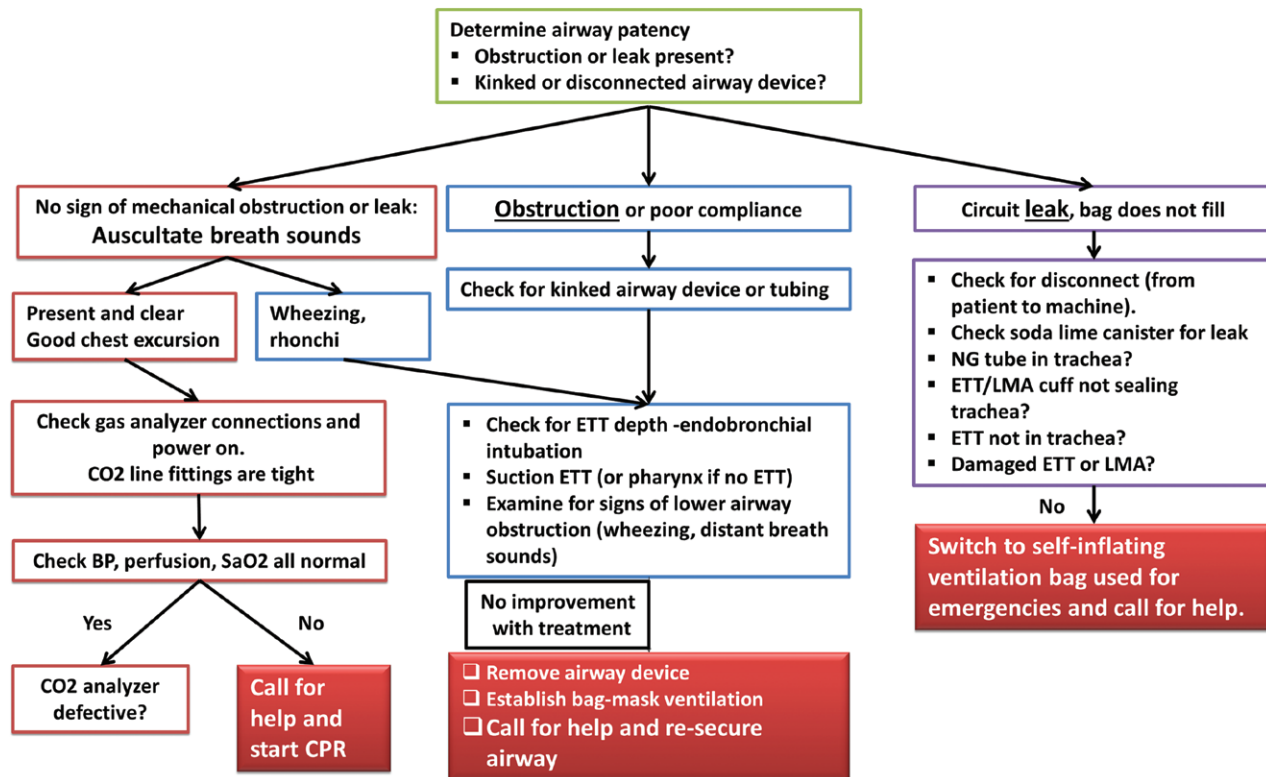 Determine airway patency
▪ Obstruction or leak present?
▪ Kinked or disconnected airway device?
No sign of mechanical obstruction or leak:
Auscultate breath sounds
Obstruction or poor compliance
Circuit leak, bag does not fill
Present and clear
Good chest excursion
Wheezing,
rhonchi
Check for kinked airway device or tubing
▪ Check for disconnect (from
patient to machine).
▪ Check soda lime canister for leak
▪ NG tube in trachea?
▪ ETT/LMA cuff not sealing
trachea?
▪ ETT not in trachea?
▪ Damaged ETT or LMA?
Check gas analyzer connections and
power on.
CO2 line fittings are tight
▪ Check for ETT depth -endobronchial
intubation
▪ Suction ETT (or pharynx if no ETT)
▪ Examine for signs of lower airway
obstruction (wheezing, distant breath
sounds)
Check BP, perfusion, SaO2 all normal
No
Switch to self-inflating
ventilation bag used for
emergencies and call for help.
Yes
No
No improvement
with treatment
CO2 analyzer
defective?
Call for
help and
start CPR
❑ Remove airway device
❑ Establish bag-mask ventilation
❑ Call for help and re-secure
airway